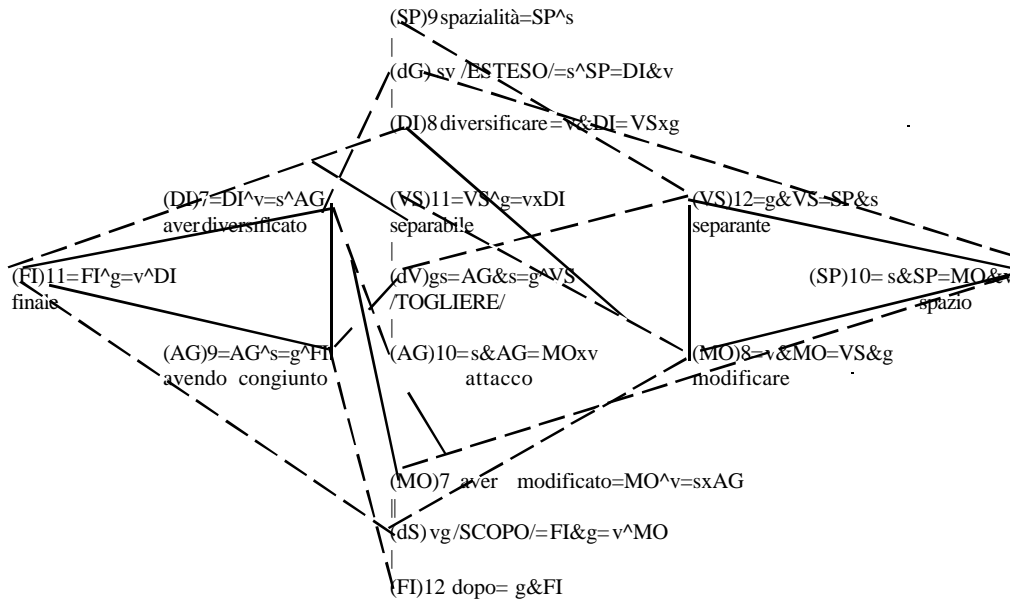 (SP)9 spazialità=SP^s
(dG) sv /ESTESO/=s^SP=DI&v
(DI)8 diversificare=v&DI=VSxg
(DI)7=DI^v=s^AG (VS)11=VS^g=vxDI (VS)12=g&VS=SP&s
aver diversificato separabile separante
(FI)11=FI^g=v^DI (dV)gs=AG&s=g^VS (SP)10= s&SP=MO&v
finale /TOGLIERE/ spazio
(AG)9=AG^s=g^FI (AG)10=s&AG=MOxv (MO)8=v&MO=VS&g
avendo congiunto attacco modificare
(MO)7 aver modificato=MO^v=sxAG
(dS) vg /SCOPO/=FI&g=v^MO
(FI)12 dopo= g&FI